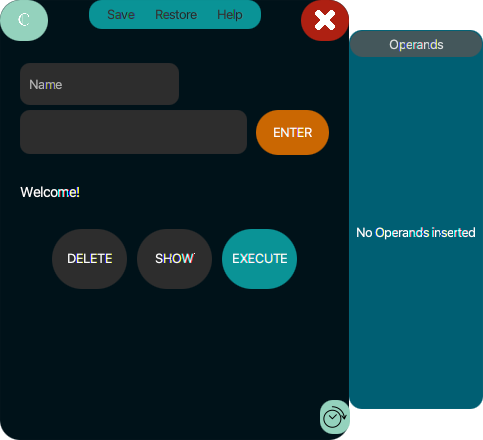 ℂ
Save Restore Help
Operands
Name
ENTER
Welcome!
No Operands inserted
DELETE SHOW EXECUTE